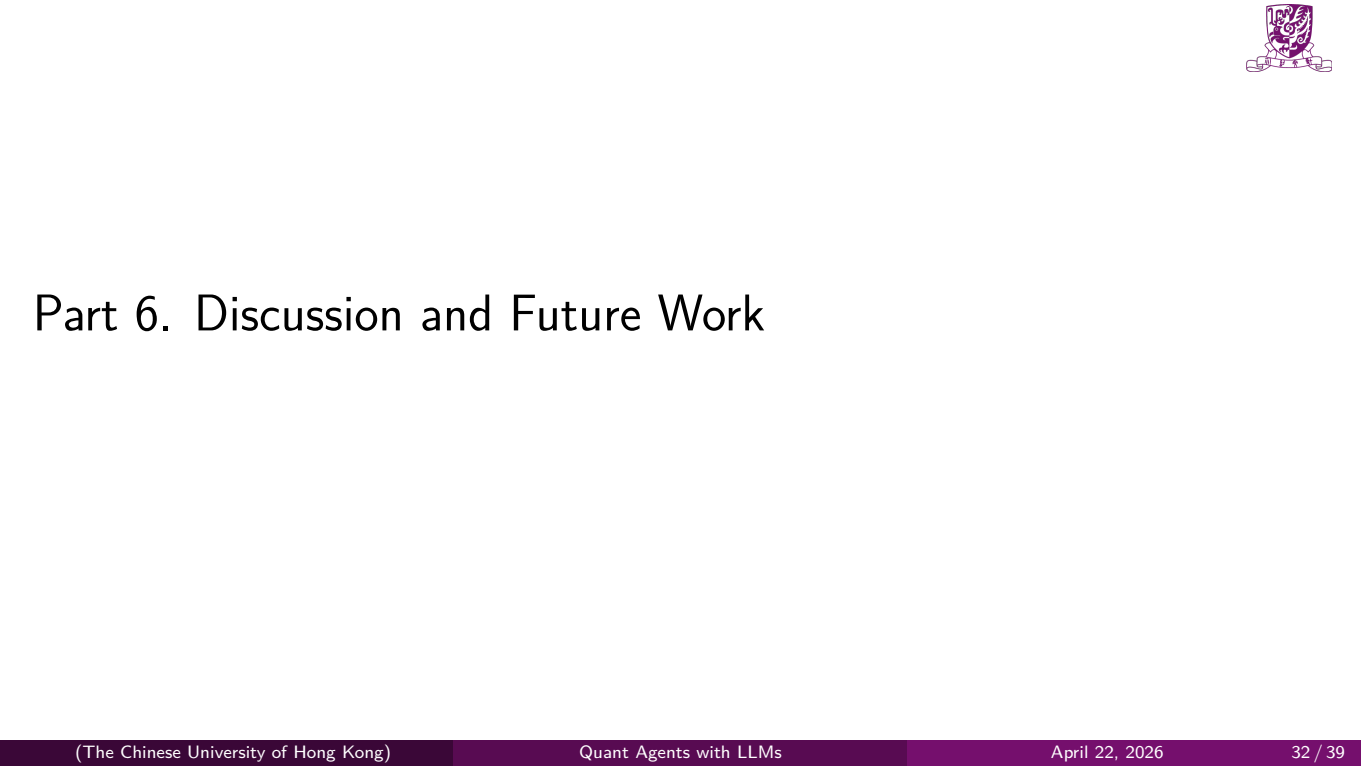 Part 6. Discussion and Future Work
(The Chinese University of Hong Kong)
Quant Agents with LLMs
April 22, 2026
32 / 39